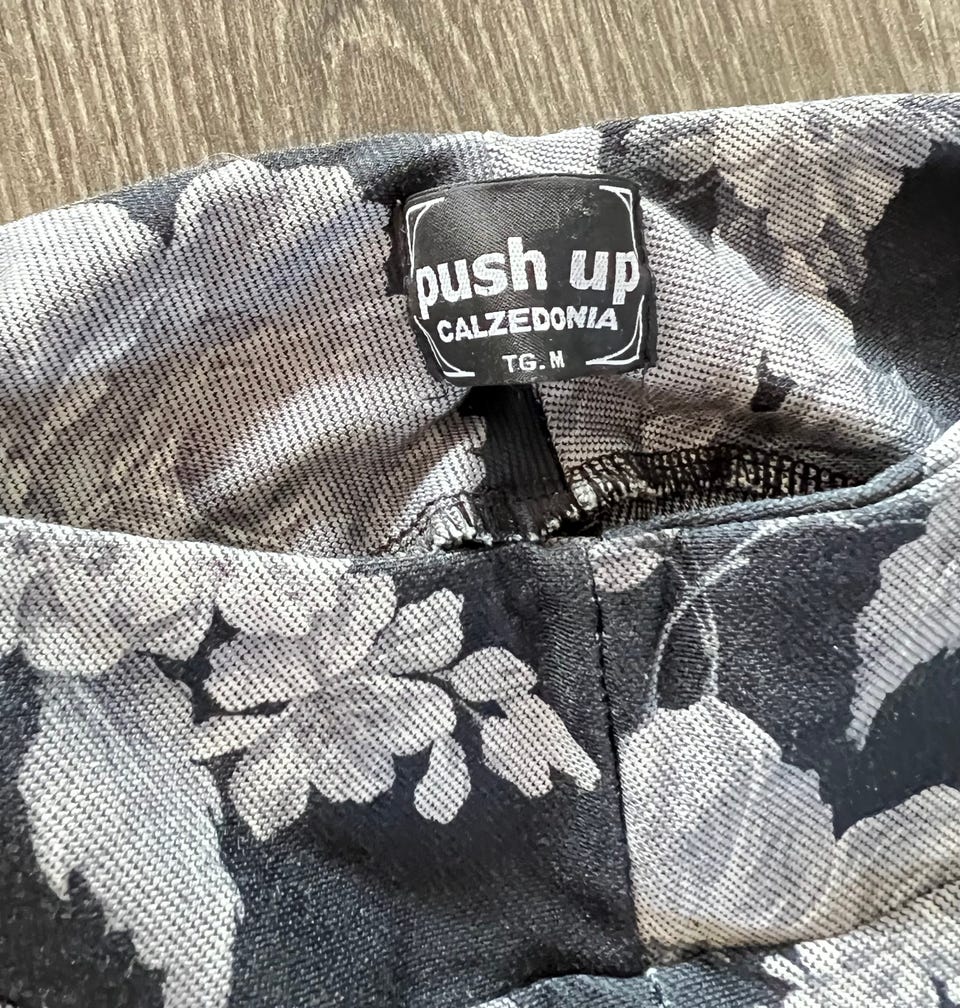 push up
CALZEDONIA
TG. M